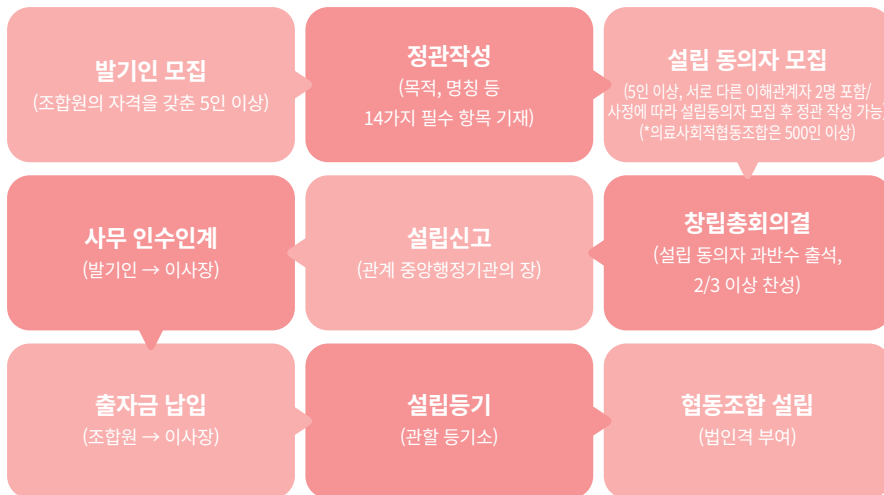 발기인 모집
(조합원의 자격을 갖춘 5인 이상)
정관작성
(목적, 명칭 등
14가지 필수 항목 기재)
설립 동의자 모집
(5인 이상, 서로 다른 이해관계자 2명 포함/
사정에 따라 설립동의자 모집 후 정관 작성 가능)
(*의료사회적협동조합은 500인 이상)
창립총회의결
(설립 동의자 과반수 출석,
2/3 이상 찬성)
설립신고
(관계 중앙행정기관의 장)
사무 인수인계
(발기인 → 이사장)
출자금 납입
(조합원 → 이사장)
설립등기
(관할 등기소)
협동조합 설립
(법인격 부여)